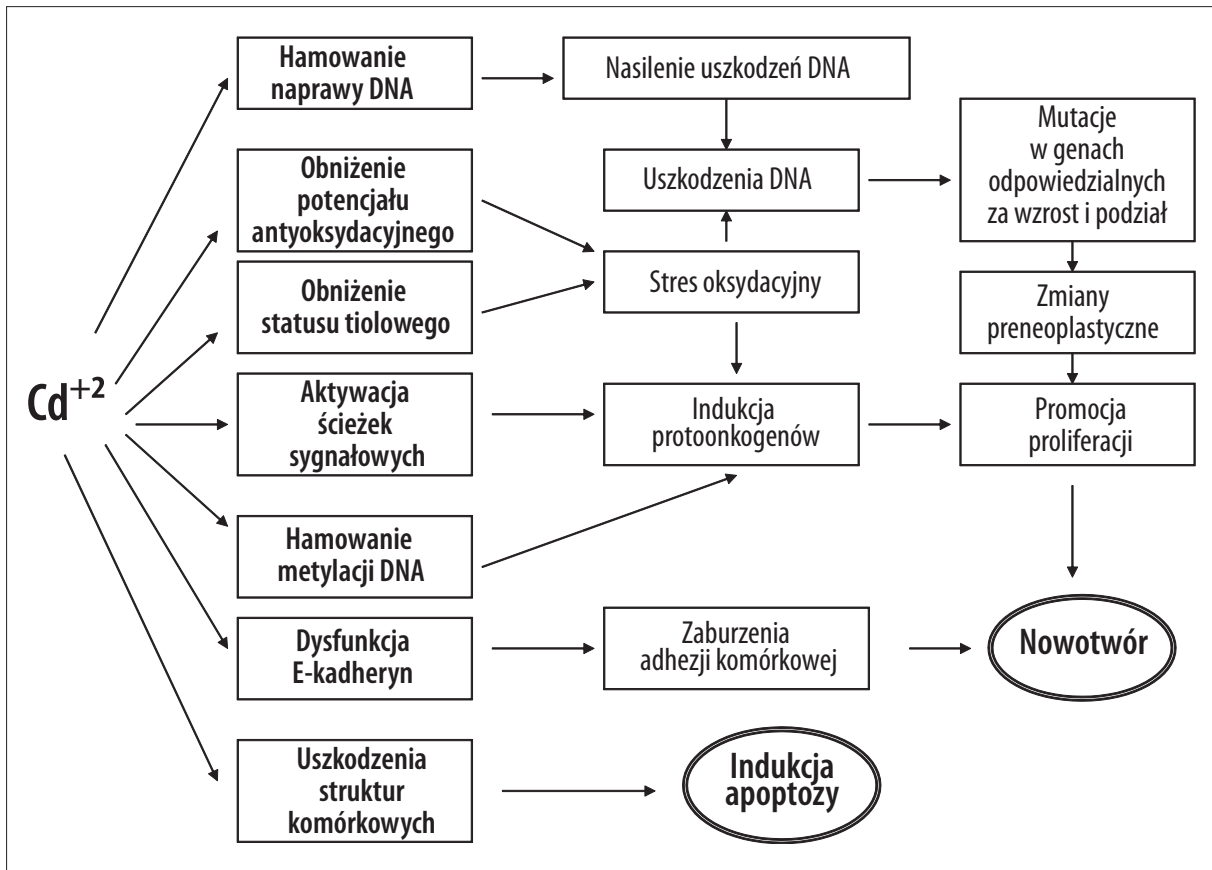 Cd+2
Hamowanie
naprawy DNA
Obniżenie
potencjału
antyoksydacyjnego
Obniżenie
statusu tiolowego
Aktywacja
ścieżek
sygnałowych
Hamowanie
metylacji DNA
Dysfunkcja
E-kadheryn
Uszkodzenia
struktur
komórkowych
Nasilenie uszkodzeń DNA
Uszkodzenia DNA
Stres oksydacyjny
Indukcja
protoonkogenów
Zaburzenia
adhezji komórkowej
Indukcja
apoptozy
Mutacje
w genach
odpowiedzialnych
za wzrost i podział
Zmiany
preneoplastyczne
Promocja
proliferacji
Nowotwór